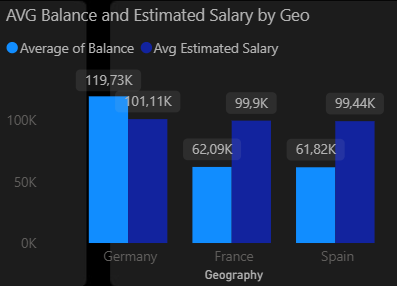 AVG Balance and Estimated Salary by Geo
Average of Balance Avg Estimated Salary
119,73K
101,11K
99,9K
99,44K
62,09K
61,82K
100K
50K
0K
Germany France Spain
Geography